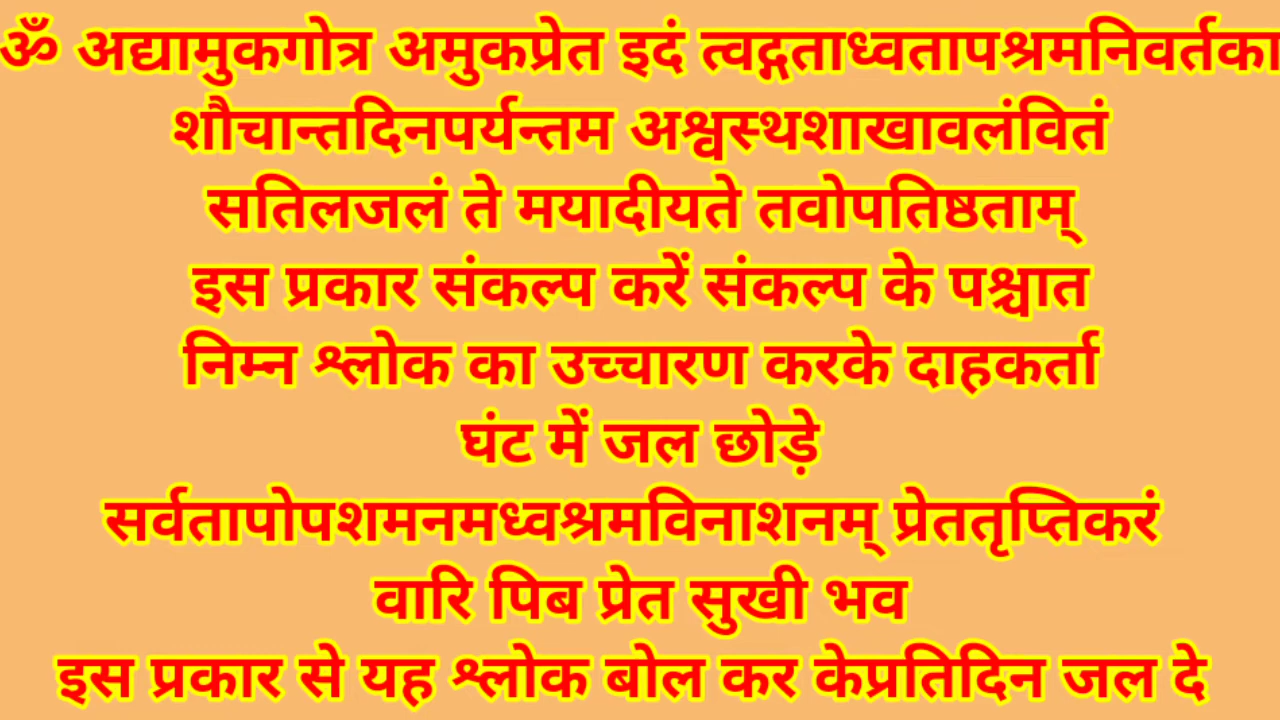 ॐ अद्यामुकगोत्र अमुकप्रेत इदं त्वद्गताध्वतापश्रमनिवर्तका
शौचान्तदिनपर्यन्तम अश्वस्थशाखावलंवितं
सतिलजलं ते मयादीयते तवोपतिष्ठताम्
इस प्रकार संकल्प करें संकल्प के पश्चात
निम्न श्लोक का उच्चारण करके दाहकर्ता
घंट में जल छोड़े
सर्वतापोपशमनमध्वश्रमविनाशनम् प्रेततृप्तिकरं
वारि पिब प्रेत सुखी भव
इस प्रकार से यह श्लोक बोल कर केप्रतिदिन जल दे